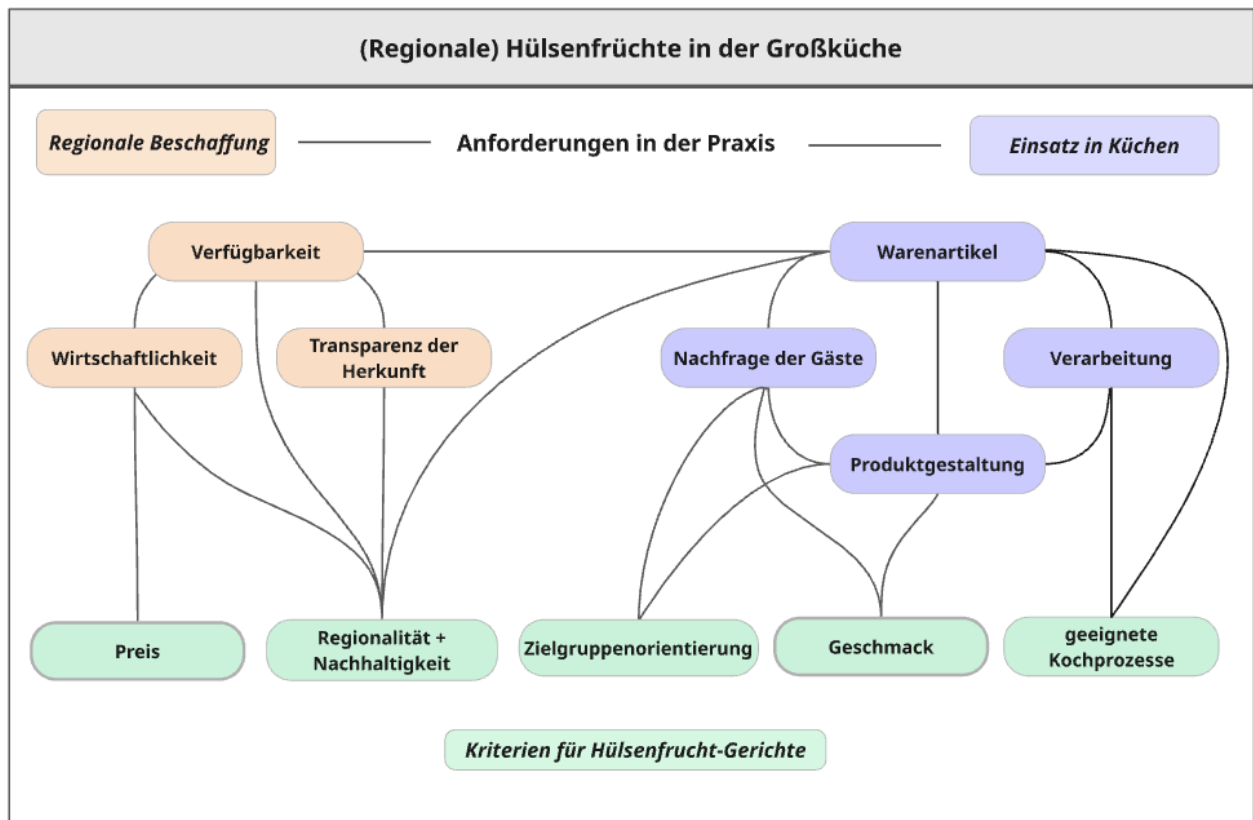 (Regionale) Hülsenfrüchte in der Großküche
Regionale Beschaffung
Anforderungen in der Praxis
Einsatz in Küchen
Verfügbarkeit
Warenartikel
Wirtschaftlichkeit
Transparenz der
Herkunft
Nachfrage der Gäste
Verarbeitung
Produktgestaltung
Preis
Regionalität +
Nachhaltigkeit
Zielgruppenorientierung
Geschmack
geeignete
Kochprozesse
Kriterien für Hülsenfrucht-Gerichte